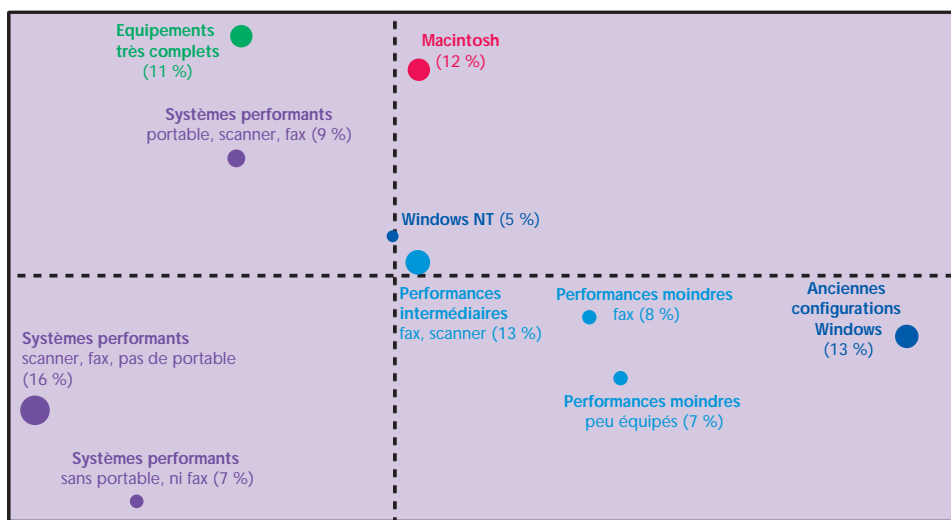 Equipements
très complets
(11 %)
Macintosh
(12 %)
Systèmes performants
portable, scanner, fax (9 %)
Windows NT (5 %)
Performances
intermédiaires
fax, scanner (13 %)
Performances moindres
fax (8 %)
Anciennes
configurations
Windows
(13 %)
Systèmes performants
scanner, fax, pas de portable
(16 %)
Performances moindres
peu équipés (7 %)
Systèmes performants
sans portable, ni fax (7 %)